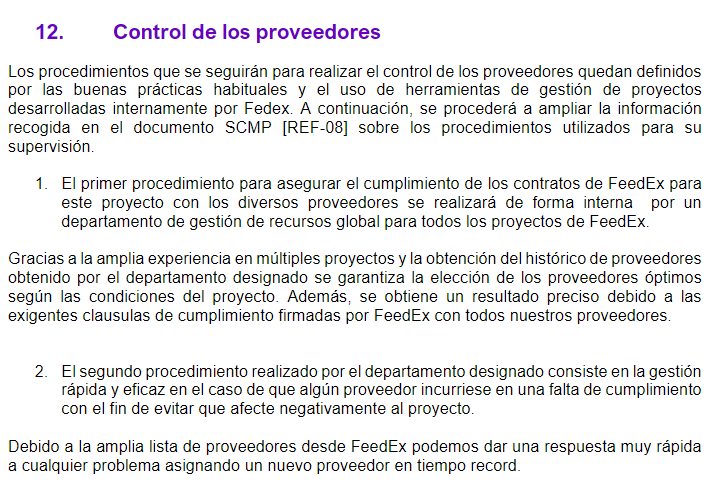 12. Control de los proveedores
Los procedimientos que se seguirán para realizar el control de los proveedores quedan definidos
por las buenas prácticas habituales y el uso de herramientas de gestión de proyectos
desarrolladas internamente por Fedex. A continuación, se procederá a ampliar la información
recogida en el documento SCMP [REF-08] sobre los procedimientos utilizados para su
supervisión.
1. El primer procedimiento para asegurar el cumplimiento de los contratos de FeedEx para
este proyecto con los diversos proveedores se realizará de forma interna por un
departamento de gestión de recursos global para todos los proyectos de FeedEx.
Gracias a la amplia experiencia en múltiples proyectos y la obtención del histórico de proveedores
obtenido por el departamento designado se garantiza la elección de los proveedores óptimos
según las condiciones del proyecto. Además, se obtiene un resultado preciso debido a las
exigentes clausulas de cumplimiento firmadas por FeedEx con todos nuestros proveedores.
2. El segundo procedimiento realizado por el departamento designado consiste en la gestión
rápida y eficaz en el caso de que algún proveedor incurriese en una falta de cumplimiento
con el fin de evitar que afecte negativamente al proyecto.
Debido a la amplia lista de proveedores desde FeedEx podemos dar una respuesta muy rápida
a cualquier problema asignando un nuevo proveedor en tiempo record.